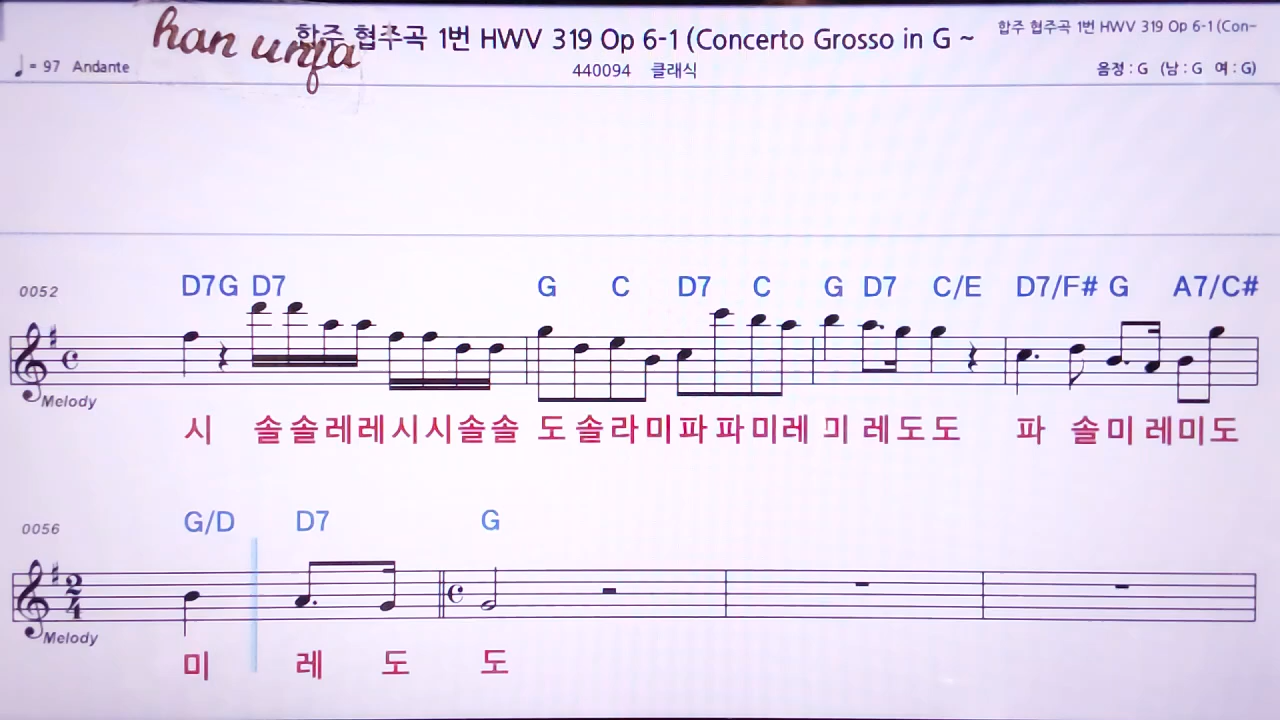 han unja
합주 협주곡 1번 HWV 319 Op 6-1 (Concerto Grosso in G ~
합주 협주곡 1번 HWV 319 Op 6-1 (Con~
♩= 97 Andante
440094 클래식
음정 : G (남 : G 여 : G)
0052 D7 G D7 G C D7 C G D7 C/E D7/F# G A7/C#
Melody
시 솔 솔 레 레 시 시 솔 솔 도 솔 라 미 파 파 미 레 미 레 도 도 파 솔 미 레 미 도
0056 G/D D7 G
2/4
Melody
미 레 도 도